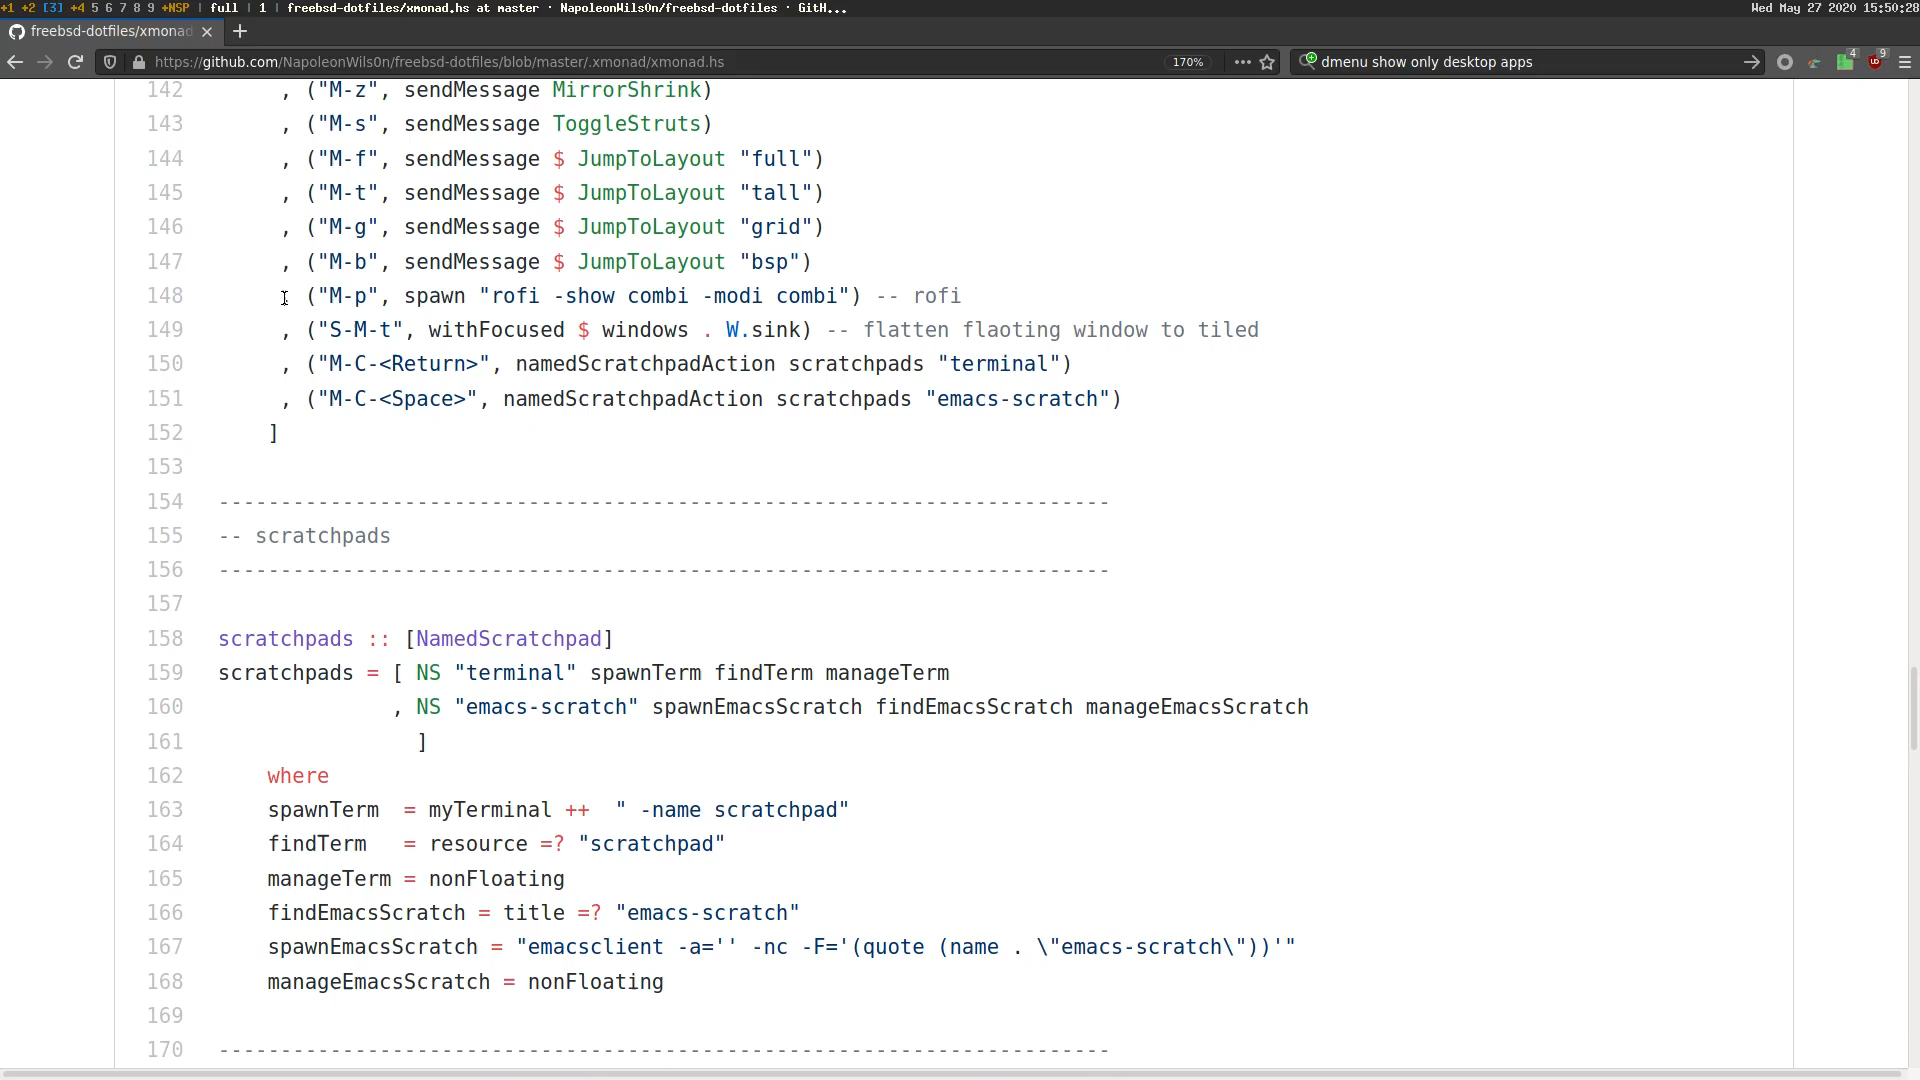 +1 +2 [3] +4 5 6 7 8 9 +NSP | full | 1 | freebsd-dotfiles/xmonad.hs at master · NapoleonWils0n/freebsd-dotfiles · GitH... Wed May 27 2020 15:50:28
freebsd-dotfiles/xmonad
https://github.com/NapoleonWils0n/freebsd-dotfiles/blob/master/.xmonad/xmonad.hs 170% dmenu show only desktop apps 4 9
142 , ("M-z", sendMessage MirrorShrink)
143 , ("M-s", sendMessage ToggleStruts)
144 , ("M-f", sendMessage $ JumpToLayout "full")
145 , ("M-t", sendMessage $ JumpToLayout "tall")
146 , ("M-g", sendMessage $ JumpToLayout "grid")
147 , ("M-b", sendMessage $ JumpToLayout "bsp")
148 , ("M-p", spawn "rofi -show combi -modi combi") -- rofi
149 , ("S-M-t", withFocused $ windows . W.sink) -- flatten flaoting window to tiled
150 , ("M-C-<Return>", namedScratchpadAction scratchpads "terminal")
151 , ("M-C-<Space>", namedScratchpadAction scratchpads "emacs-scratch")
152 ]
153
154 ------------------------------------------------------------------------
155 -- scratchpads
156 ------------------------------------------------------------------------
157
158 scratchpads :: [NamedScratchpad]
159 scratchpads = [ NS "terminal" spawnTerm findTerm manageTerm
160 , NS "emacs-scratch" spawnEmacsScratch findEmacsScratch manageEmacsScratch
161 ]
162 where
163 spawnTerm  = myTerminal ++  " -name scratchpad"
164 findTerm   = resource =? "scratchpad"
165 manageTerm = nonFloating
166 findEmacsScratch = title =? "emacs-scratch"
167 spawnEmacsScratch = "emacsclient -a='' -nc -F='(quote (name . \"emacs-scratch\"))'"
168 manageEmacsScratch = nonFloating
169
170 ------------------------------------------------------------------------